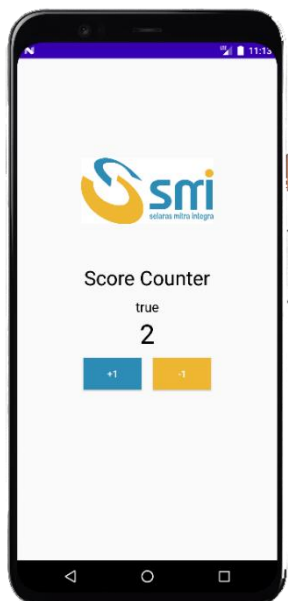 11:13
smi
selaras mitra integra
Score Counter
true
2
+1 -1